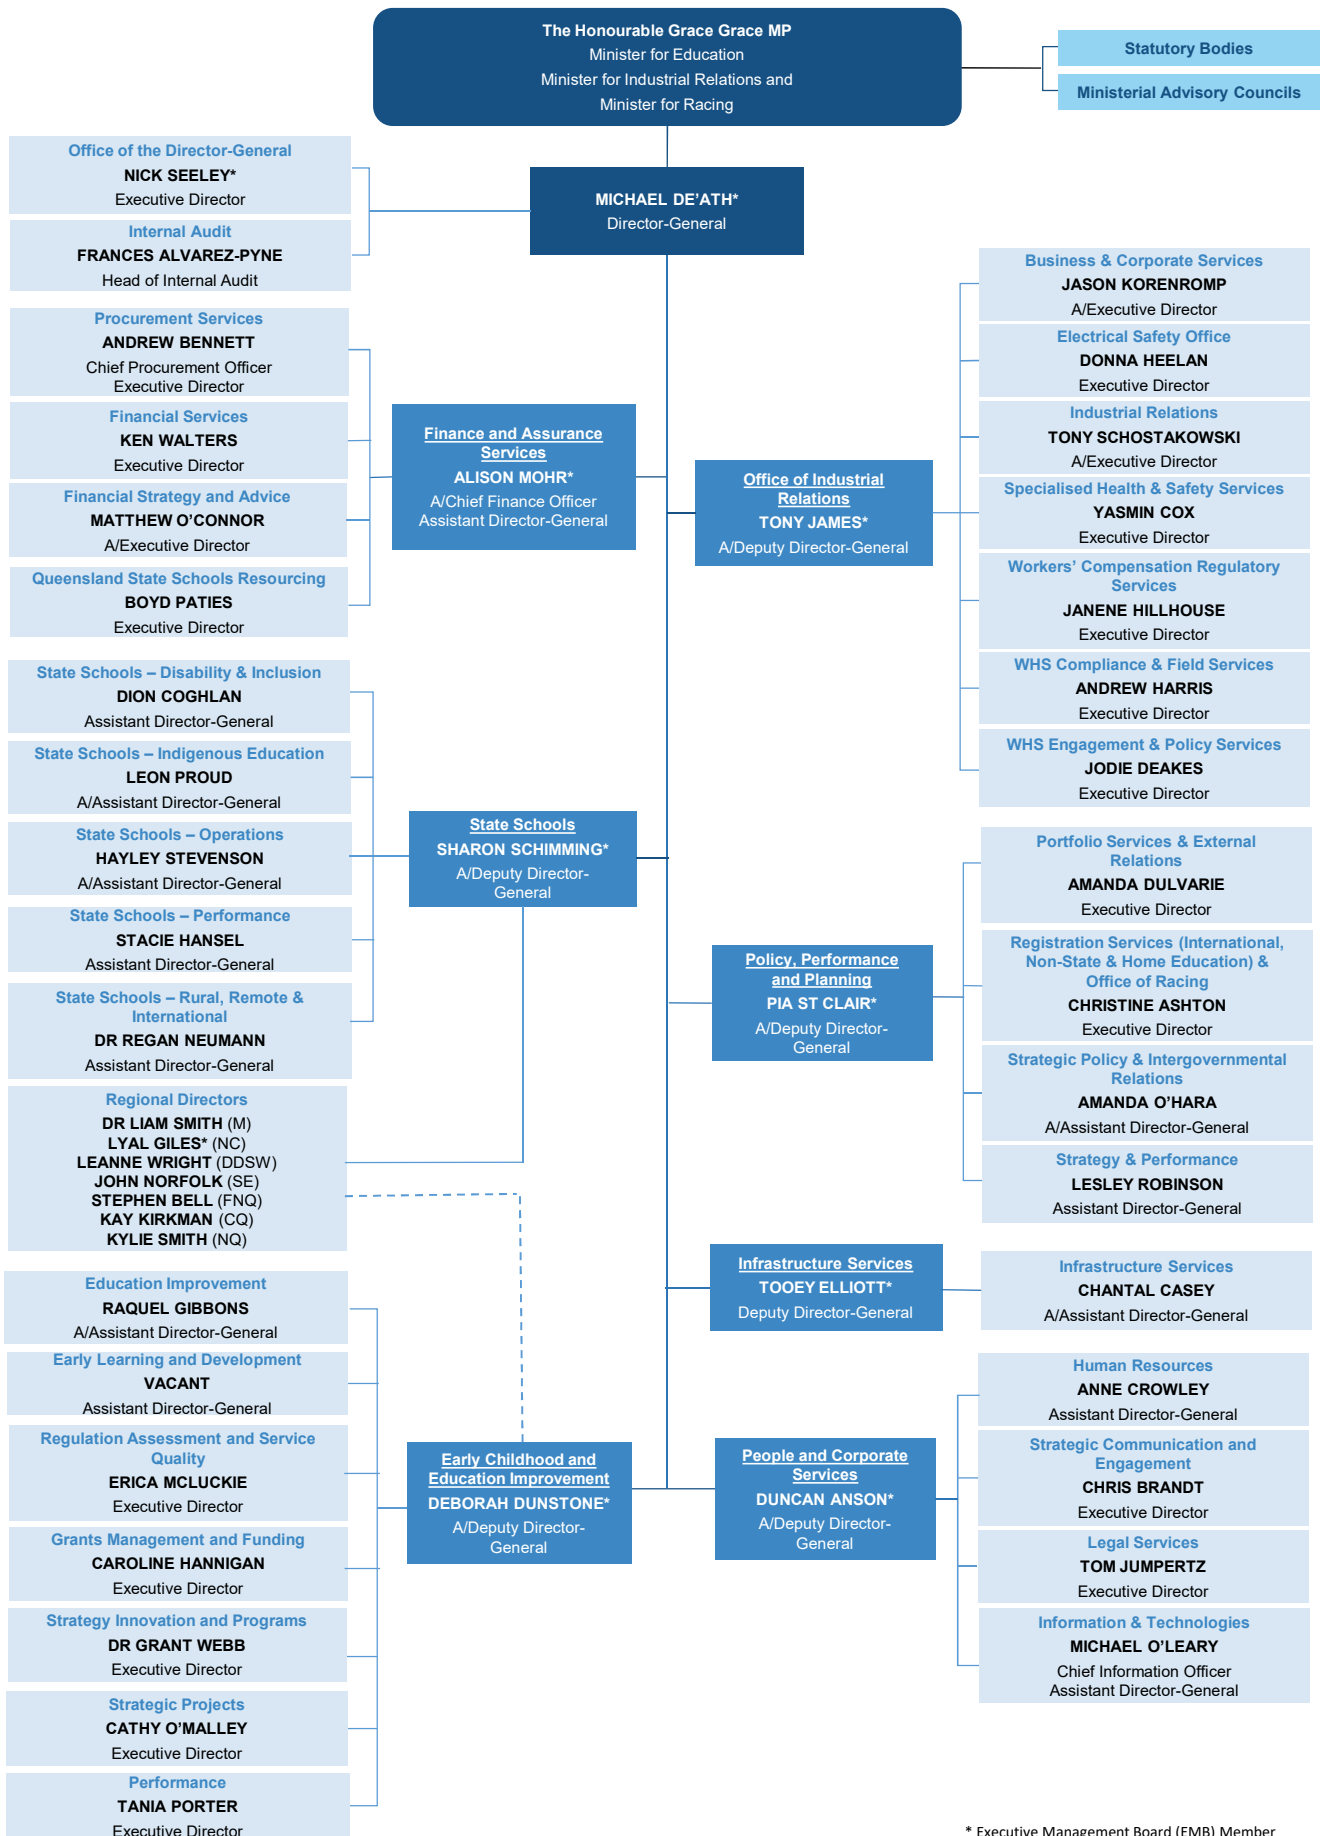 The Honourable Grace Grace MP
Minister for Education
Minister for Industrial Relations and
Minister for Racing
Statutory Bodies
Ministerial Advisory Councils
Office of the Director-General
NICK SEELEY*
Executive Director
Internal Audit
FRANCES ALVAREZ-PYNE
Head of Internal Audit
MICHAEL DE'ATH*
Director-General
Procurement Services
ANDREW BENNETT
Chief Procurement Officer
Executive Director
Financial Services
KEN WALTERS
Executive Director
Financial Strategy and Advice
MATTHEW O'CONNOR
A/Executive Director
Queensland State Schools Resourcing
BOYD PATIES
Executive Director
Finance and Assurance
Services
ALISON MOHR*
A/Chief Finance Officer
Assistant Director-General
Office of Industrial
Relations
TONY JAMES*
A/Deputy Director-General
Business & Corporate Services
JASON KORENROMP
A/Executive Director
Electrical Safety Office
DONNA HEELAN
Executive Director
Industrial Relations
TONY SCHOSTAKOWSKI
A/Executive Director
Specialised Health & Safety Services
YASMIN COX
Executive Director
Workers' Compensation Regulatory
Services
JANENE HILLHOUSE
Executive Director
WHS Compliance & Field Services
ANDREW HARRIS
Executive Director
WHS Engagement & Policy Services
JODIE DEAKES
Executive Director
State Schools – Disability & Inclusion
DION COGHLAN
Assistant Director-General
State Schools – Indigenous Education
LEON PROUD
A/Assistant Director-General
State Schools – Operations
HAYLEY STEVENSON
A/Assistant Director-General
State Schools – Performance
STACIE HANSEL
Assistant Director-General
State Schools – Rural, Remote &
International
DR REGAN NEUMANN
Assistant Director-General
Regional Directors
DR LIAM SMITH (M)
LYAL GILES* (NC)
LEANNE WRIGHT (DDSW)
JOHN NORFOLK (SE)
STEPHEN BELL (FNQ)
KAY KIRKMAN (CQ)
KYLIE SMITH (NQ)
State Schools
SHARON SCHIMMING*
A/Deputy Director-
General
Policy, Performance
and Planning
PIA ST CLAIR*
A/Deputy Director-
General
Portfolio Services & External
Relations
AMANDA DULVARIE
Executive Director
Registration Services (International,
Non-State & Home Education) &
Office of Racing
CHRISTINE ASHTON
Executive Director
Strategic Policy & Intergovernmental
Relations
AMANDA O'HARA
A/Assistant Director-General
Strategy & Performance
LESLEY ROBINSON
Assistant Director-General
Infrastructure Services
TOOEY ELLIOTT*
Deputy Director-General
Infrastructure Services
CHANTAL CASEY
A/Assistant Director-General
Education Improvement
RAQUEL GIBBONS
A/Assistant Director-General
Early Learning and Development
VACANT
Assistant Director-General
Regulation Assessment and Service
Quality
ERICA MCLUCKIE
Executive Director
Grants Management and Funding
CAROLINE HANNIGAN
Executive Director
Strategy Innovation and Programs
DR GRANT WEBB
Executive Director
Strategic Projects
CATHY O'MALLEY
Executive Director
Performance
TANIA PORTER
Executive Director
Early Childhood and
Education Improvement
DEBORAH DUNSTONE*
A/Deputy Director-
General
People and Corporate
Services
DUNCAN ANSON*
A/Deputy Director-
General
Human Resources
ANNE CROWLEY
Assistant Director-General
Strategic Communication and
Engagement
CHRIS BRANDT
Executive Director
Legal Services
TOM JUMPERTZ
Executive Director
Information & Technologies
MICHAEL O'LEARY
Chief Information Officer
Assistant Director-General
* Executive Management Board (EMB) Member